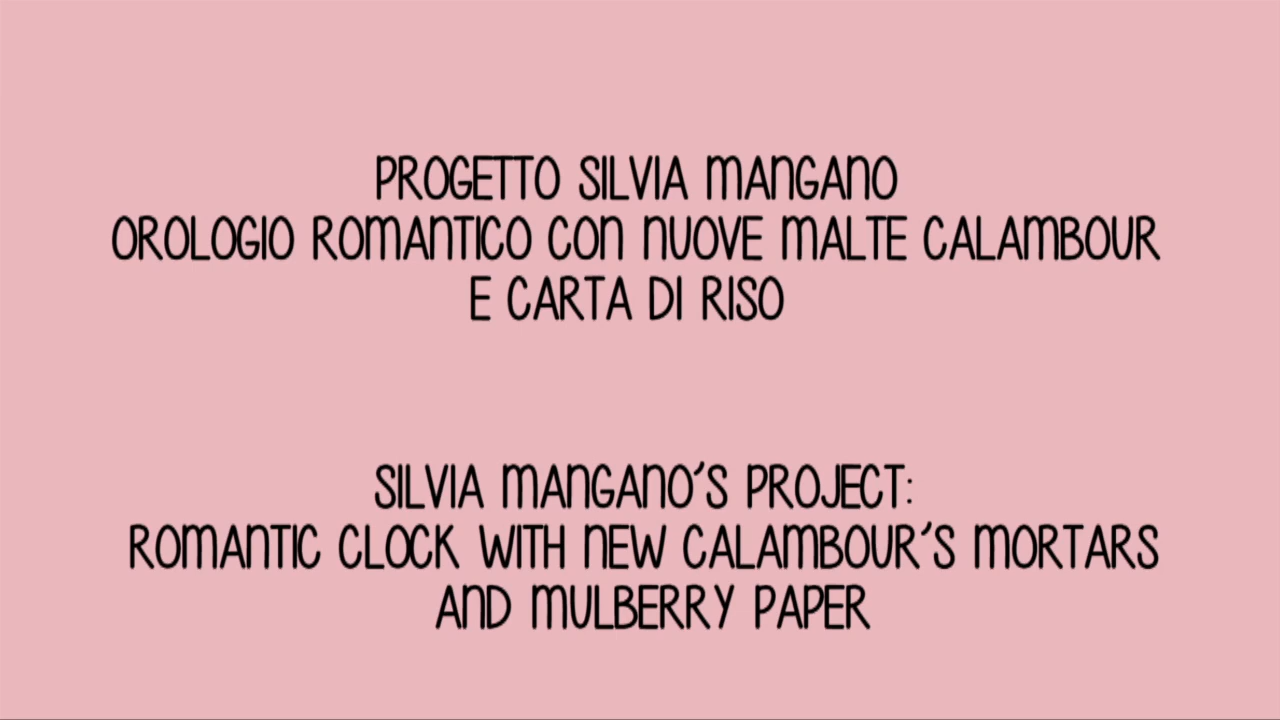 PROGETTO SILVIA MANGANO
OROLOGIO ROMANTICO CON NUOVE MALTE CALAMBOUR
E CARTA DI RISO
SILVIA MANGANO'S PROJECT:
ROMANTIC CLOCK WITH NEW CALAMBOUR'S MORTARS
AND MULBERRY PAPER